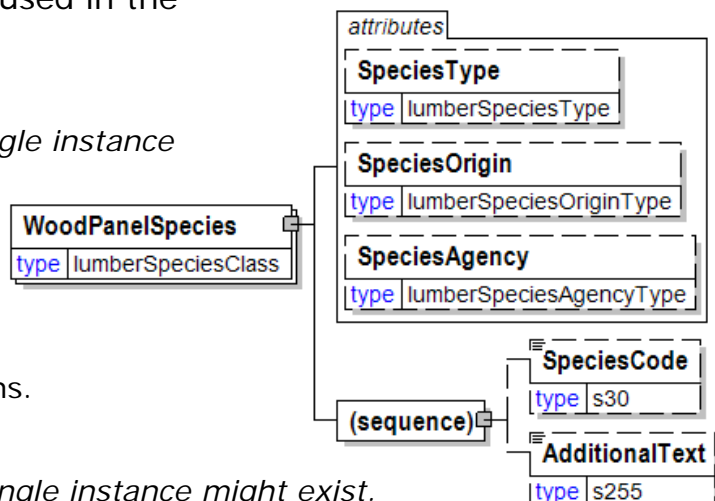 used in the
gle instance
ns.
ngle instance might exist.
WoodPanelSpecies
type lumberSpeciesClass
attributes
SpeciesType
type lumberSpeciesType
SpeciesOrigin
type lumberSpeciesOriginType
SpeciesAgency
type lumberSpeciesAgencyType
(sequence)
SpeciesCode
type s30
AdditionalText
type s255